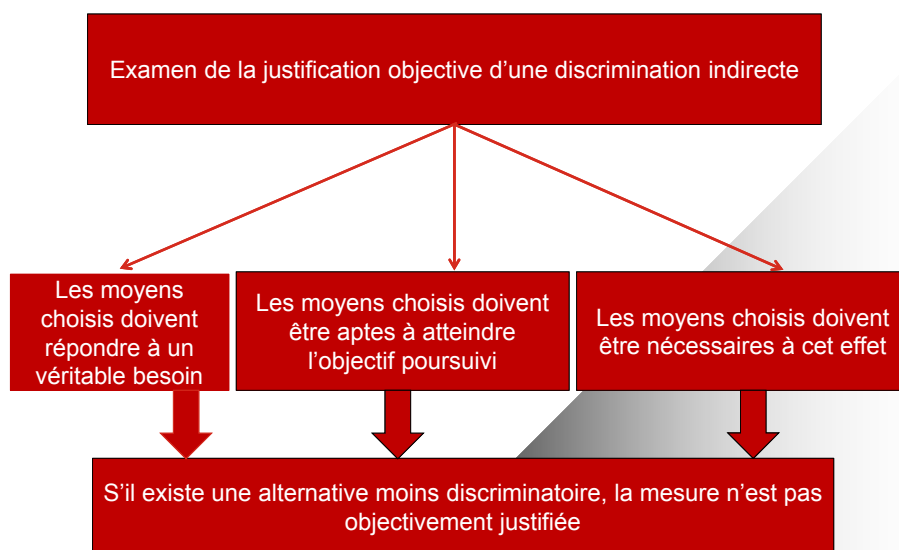 Examen de la justification objective d’une discrimination indirecte
Les moyens
choisis doivent
répondre à un
véritable besoin
Les moyens choisis doivent
être aptes à atteindre
l’objectif poursuivi
Les moyens choisis doivent
être nécessaires à cet effet
S’il existe une alternative moins discriminatoire, la mesure n’est pas
objectivement justifiée